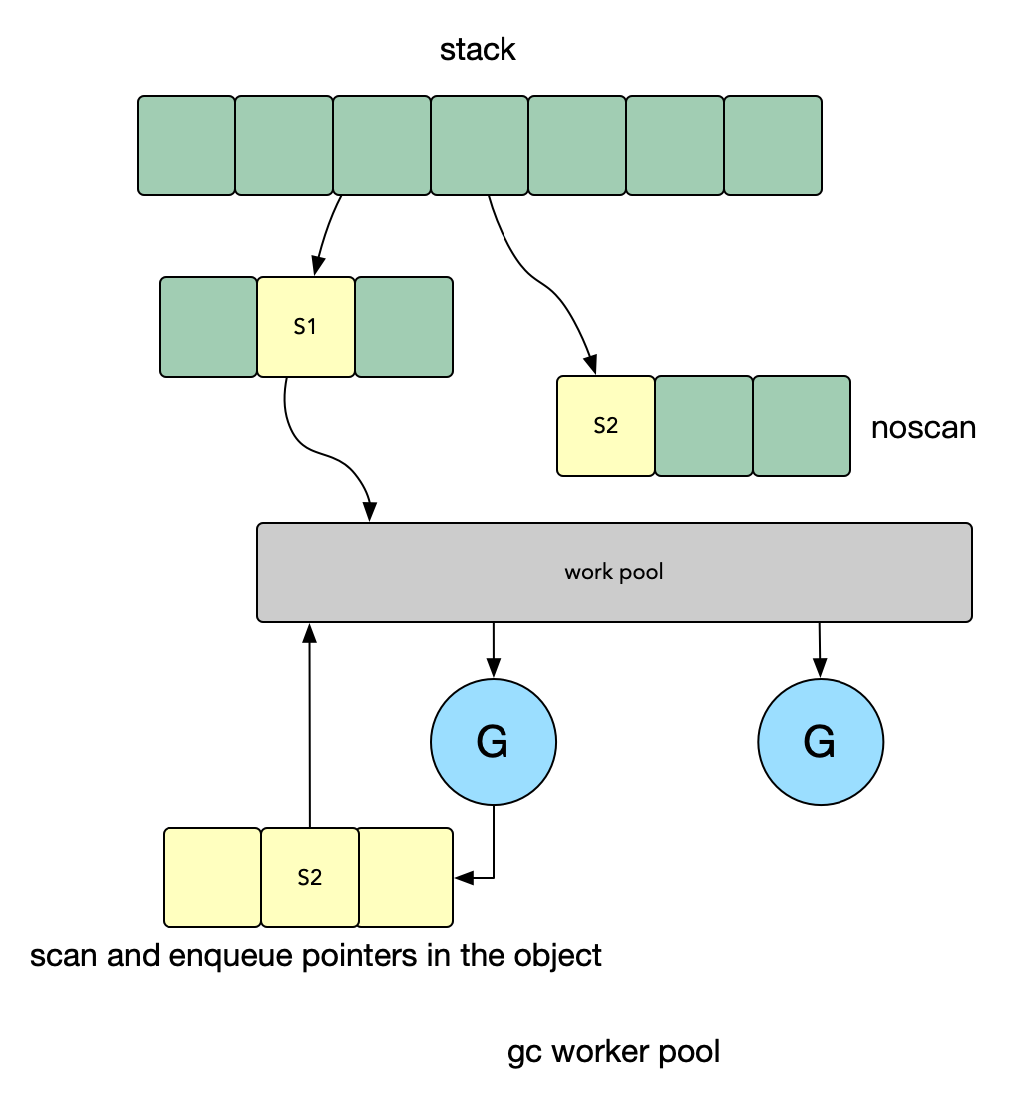 stack
S1
S2
noscan
work pool
G
G
S2
scan and enqueue pointers in the object
gc worker pool